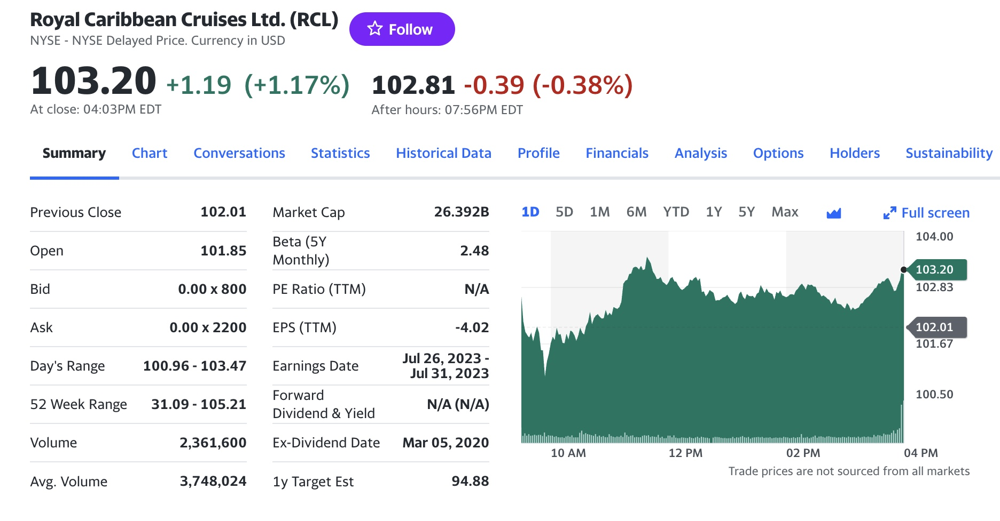 Royal Caribbean Cruises Ltd. (RCL)
Follow
NYSE - NYSE Delayed Price. Currency in USD
103.20 +1.19 (+1.17%)
At close: 04:03PM EDT
102.81 -0.39 (-0.38%)
After hours: 07:56PM EDT
Summary Chart Conversations Statistics Historical Data Profile Financials Analysis Options Holders Sustainability
Previous Close 102.01
Open 101.85
Bid 0.00 x 800
Ask 0.00 x 2200
Day's Range 100.96 - 103.47
52 Week Range 31.09 - 105.21
Volume 2,361,600
Avg. Volume 3,748,024
Market Cap 26.392B
Beta (5Y
Monthly) 2.48
PE Ratio (TTM) N/A
EPS (TTM) -4.02
Earnings Date Jul 26, 2023 -
Jul 31, 2023
Forward
Dividend & Yield N/A (N/A)
Ex-Dividend Date Mar 05, 2020
1y Target Est 94.88
1D 5D 1M 6M YTD 1Y 5Y Max Full screen
104.00
103.20
102.83
102.01
101.67
100.50
10 AM 12 PM 02 PM 04 PM
Trade prices are not sourced from all markets